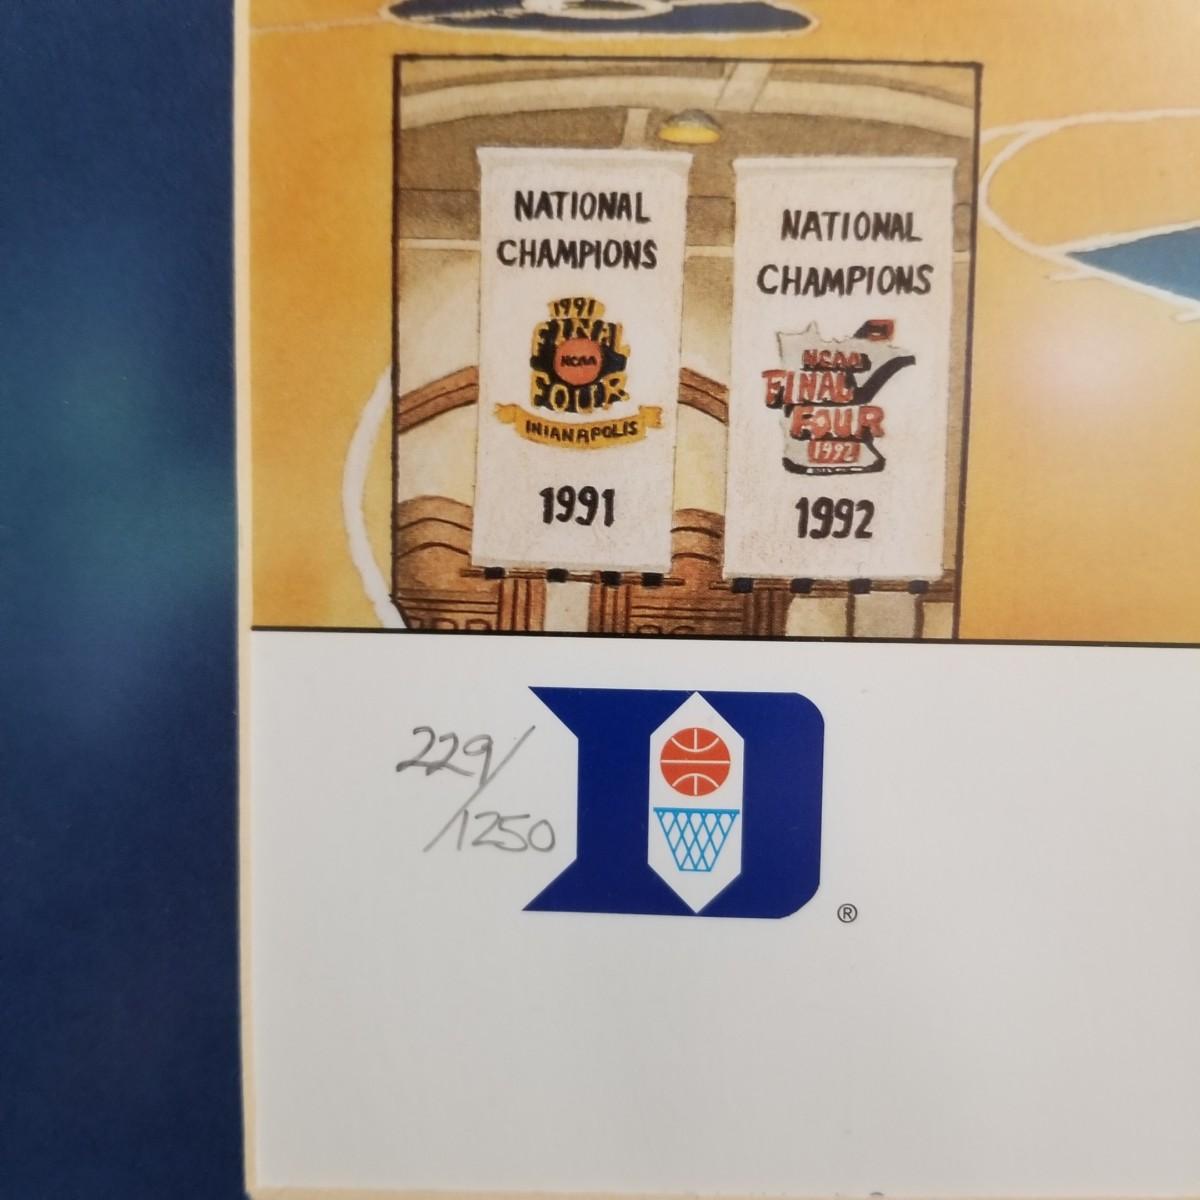 NATIONAL
CHAMPIONS
1991
FINAL
NCAA
FOUR
INIANAPOLIS
1991
NATIONAL
CHAMPIONS
NCAA
FINAL
FOUR
1992
1992
229/
/1250
D
®